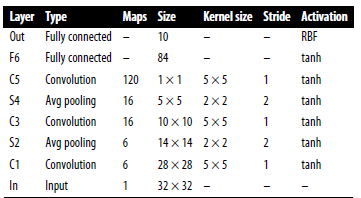 Layer Type Maps Size Kernel size Stride Activation
Out Fully connected – 10 – – RBF
F6 Fully connected – 84 – – tanh
C5 Convolution 120 1 × 1 5 × 5 1 tanh
S4 Avg pooling 16 5 × 5 2 × 2 2 tanh
C3 Convolution 16 10 × 10 5 × 5 1 tanh
S2 Avg pooling 6 14 × 14 2 × 2 2 tanh
C1 Convolution 6 28 × 28 5 × 5 1 tanh
In Input 1 32 × 32 – – –